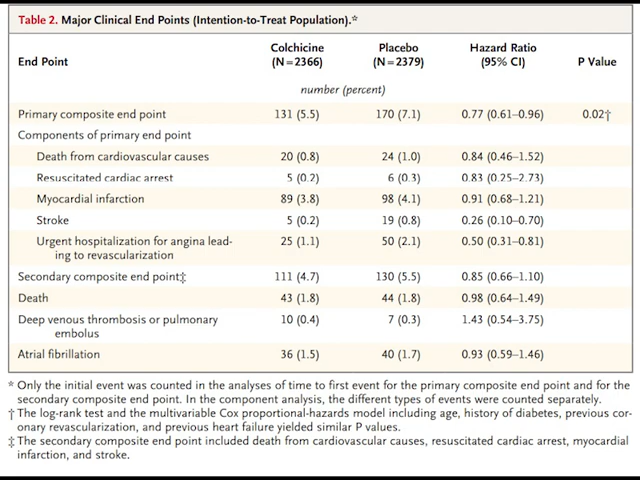 Table 2. Major Clinical End Points (Intention-to-Treat Population).*
End Point Colchicine (N=2366) Placebo (N=2379) Hazard Ratio (95% CI) P Value
number (percent)
Primary composite end point 131 (5.5) 170 (7.1) 0.77 (0.61–0.96) 0.02†
Components of primary end point
Death from cardiovascular causes 20 (0.8) 24 (1.0) 0.84 (0.46–1.52)
Resuscitated cardiac arrest 5 (0.2) 6 (0.3) 0.83 (0.25–2.73)
Myocardial infarction 89 (3.8) 98 (4.1) 0.91 (0.68–1.21)
Stroke 5 (0.2) 19 (0.8) 0.26 (0.10–0.70)
Urgent hospitalization for angina lead-
ing to revascularization 25 (1.1) 50 (2.1) 0.50 (0.31–0.81)
Secondary composite end point‡ 111 (4.7) 130 (5.5) 0.85 (0.66–1.10)
Death 43 (1.8) 44 (1.8) 0.98 (0.64–1.49)
Deep venous thrombosis or pulmonary
embolus 10 (0.4) 7 (0.3) 1.43 (0.54–3.75)
Atrial fibrillation 36 (1.5) 40 (1.7) 0.93 (0.59–1.46)
* Only the initial event was counted in the analyses of time to first event for the primary composite end point and for the
secondary composite end point. In the component analysis, the different types of events were counted separately.
† The log-rank test and the multivariable Cox proportional-hazards model including age, history of diabetes, previous cor-
onary revascularization, and previous heart failure yielded similar P values.
‡ The secondary composite end point included death from cardiovascular causes, resuscitated cardiac arrest, myocardial
infarction, and stroke.